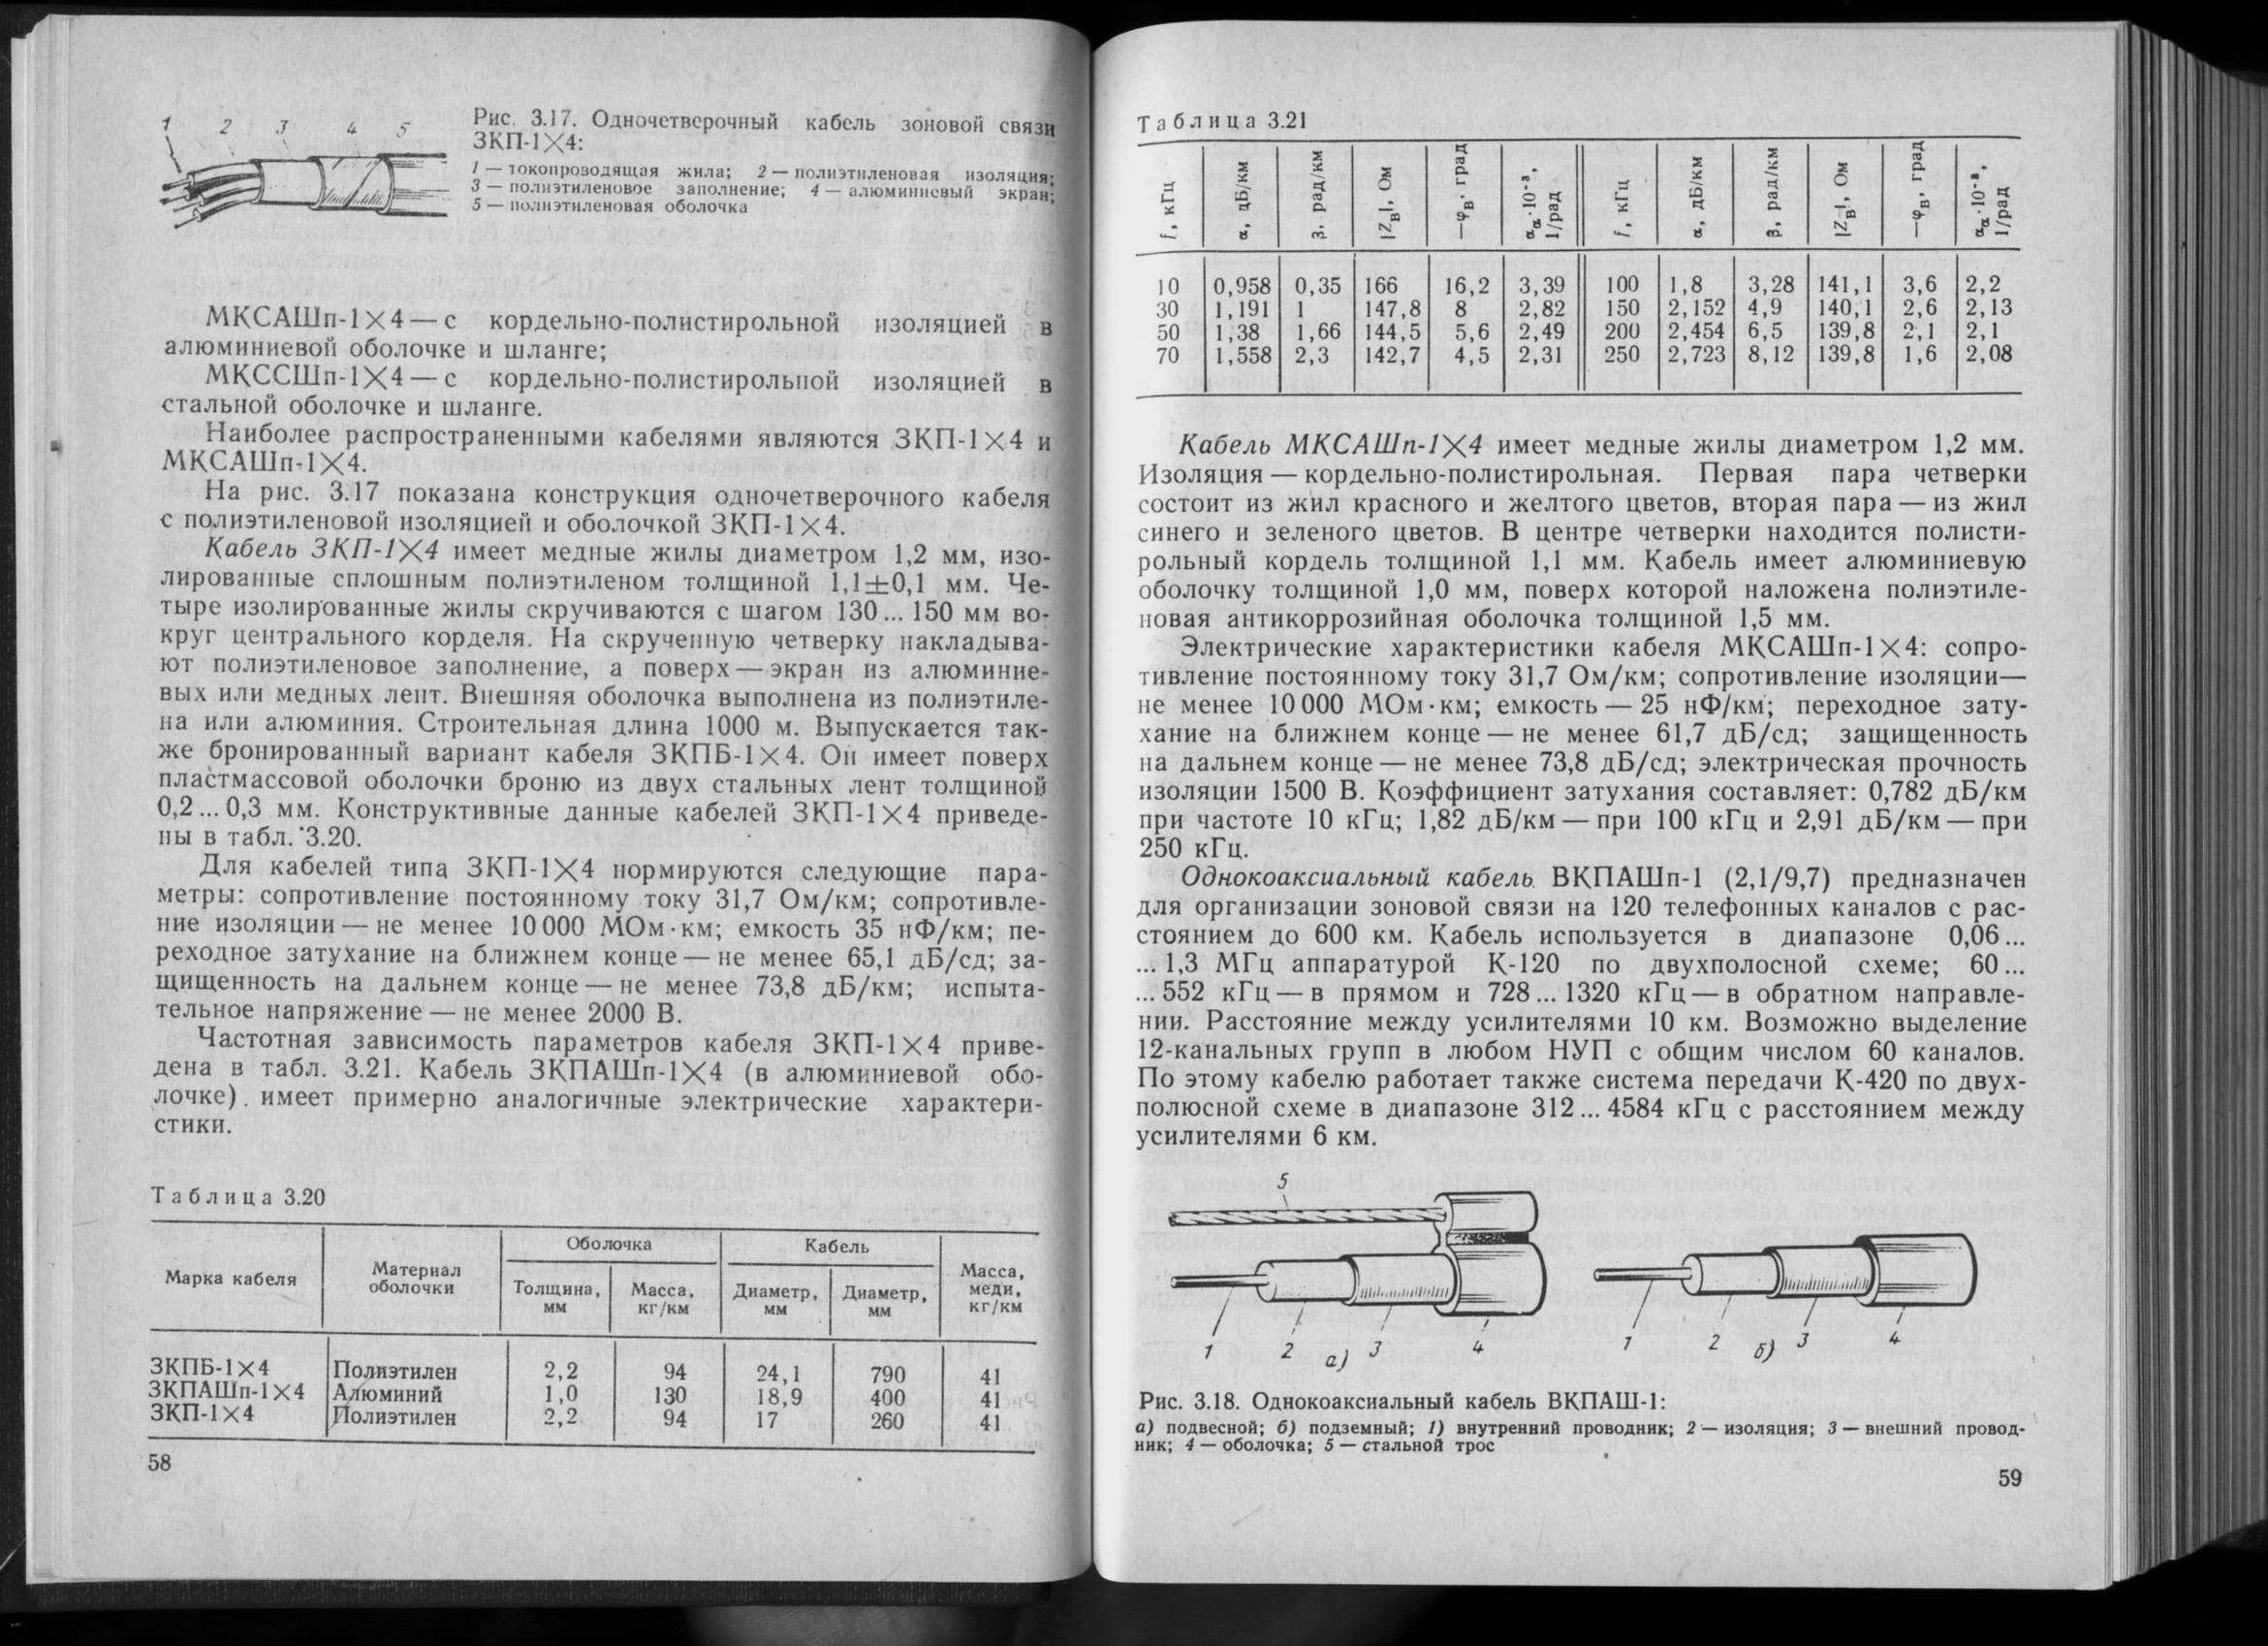 1 2 3 4 5
Рис. 3.17. Одночетверочный кабель зоновой связи
ЗКП-1×4:
1 — токопроводящая жила; 2 — полиэтиленовая изоляция;
3 — полиэтиленовое заполнение; 4 — алюминиевый экран;
5 — полиэтиленовая оболочка
МКСАШп-1×4 — с кордельно-полистирольной изоляцией в
алюминиевой оболочке и шланге;
МКССШп-1×4 — с кордельно-полистирольной изоляцией в
стальной оболочке и шланге.
Наиболее распространенными кабелями являются ЗКП-1×4 и
МКСАШп-1×4.
На рис. 3.17 показана конструкция одночетверочного кабеля
с полиэтиленовой изоляцией и оболочкой ЗКП-1×4.
Кабель ЗКП-1×4 имеет медные жилы диаметром 1,2 мм, изо-
лированные сплошным полиэтиленом толщиной 1,1±0,1 мм. Че-
тыре изолированные жилы скручиваются с шагом 130 ... 150 мм во-
круг центрального корделя. На скрученную четверку накладыва-
ют полиэтиленовое заполнение, а поверх — экран из алюминие-
вых или медных лент. Внешняя оболочка выполнена из полиэтиле-
на или алюминия. Строительная длина 1000 м. Выпускается так-
же бронированный вариант кабеля ЗКПБ-1×4. Он имеет поверх
пластмассовой оболочки броню из двух стальных лент толщиной
0,2 ... 0,3 мм. Конструктивные данные кабелей ЗКП-1×4 приведе-
ны в табл. 3.20.
Для кабелей типа ЗКП-1×4 нормируются следующие пара-
метры: сопротивление постоянному току 31,7 Ом/км; сопротивле-
ние изоляции — не менее 10 000 МОм·км; емкость 35 нФ/км; пе-
реходное затухание на ближнем конце — не менее 65,1 дБ/сд; за-
щищенность на дальнем конце — не менее 73,8 дБ/км; испыта-
тельное напряжение — не менее 2000 В.
Частотная зависимость параметров кабеля ЗКП-1×4 приве-
дена в табл. 3.21. Кабель ЗКПАШп-1×4 (в алюминиевой обо-
лочке). имеет примерно аналогичные электрические характери-
стики.
Таблица 3.20
Марка кабеля Материал оболочки Оболочка Кабель Масса, меди, кг/км
Толщина, мм Масса, кг/км Диаметр, мм Диаметр, мм
ЗКПБ-1×4 Полиэтилен 2,2 94 24,1 790 41
ЗКПАШп-1×4 Алюминий 1,0 130 18,9 400 41
ЗКП-1×4 Полиэтилен 2,2 94 17 260 41
58
Таблица 3.21
f, кГц α, дБ/км β, рад/км |Zв|, Ом —φв, град αα·10⁻³, 1/рад f, кГц α, дБ/км β, рад/км |Zв|, Ом —φв, град αα·10⁻³, 1/рад
10 0,958 0,35 166 16,2 3,39 100 1,8 3,28 141,1 3,6 2,2
30 1,191 1 147,8 8 2,82 150 2,152 4,9 140,1 2,6 2,13
50 1,38 1,66 144,5 5,6 2,49 200 2,454 6,5 139,8 2,1 2,1
70 1,558 2,3 142,7 4,5 2,31 250 2,723 8,12 139,8 1,6 2,08
Кабель МКСАШп-1×4 имеет медные жилы диаметром 1,2 мм.
Изоляция — кордельно-полистирольная. Первая пара четверки
состоит из жил красного и желтого цветов, вторая пара — из жил
синего и зеленого цветов. В центре четверки находится полисти-
рольный кордель толщиной 1,1 мм. Кабель имеет алюминиевую
оболочку толщиной 1,0 мм, поверх которой наложена полиэтиле-
новая антикоррозийная оболочка толщиной 1,5 мм.
Электрические характеристики кабеля МКСАШп-1×4: сопро-
тивление постоянному току 31,7 Ом/км; сопротивление изоляции—
не менее 10 000 МОм·км; емкость — 25 нФ/км; переходное зату-
хание на ближнем конце — не менее 61,7 дБ/сд; защищенность
на дальнем конце — не менее 73,8 дБ/сд; электрическая прочность
изоляции 1500 В. Коэффициент затухания составляет: 0,782 дБ/км
при частоте 10 кГц; 1,82 дБ/км — при 100 кГц и 2,91 дБ/км — при
250 кГц.
Однокоаксиальный кабель ВКПАШп-1 (2,1/9,7) предназначен
для организации зоновой связи на 120 телефонных каналов с рас-
стоянием до 600 км. Кабель используется в диапазоне 0,06 ...
... 1,3 МГц аппаратурой К-120 по двухполосной схеме; 60 ...
... 552 кГц — в прямом и 728 ... 1320 кГц — в обратном направле-
нии. Расстояние между усилителями 10 км. Возможно выделение
12-канальных групп в любом НУП с общим числом 60 каналов.
По этому кабелю работает также система передачи К-420 по двух-
полюсной схеме в диапазоне 312 ... 4584 кГц с расстоянием между
усилителями 6 км.
5
1 2 а) 3 4 1 2 б) 3 4
Рис. 3.18. Однокоаксиальный кабель ВКПАШ-1:
а) подвесной; б) подземный; 1) внутренний проводник; 2 — изоляция; 3 — внешний провод-
ник; 4 — оболочка; 5 — стальной трос
59